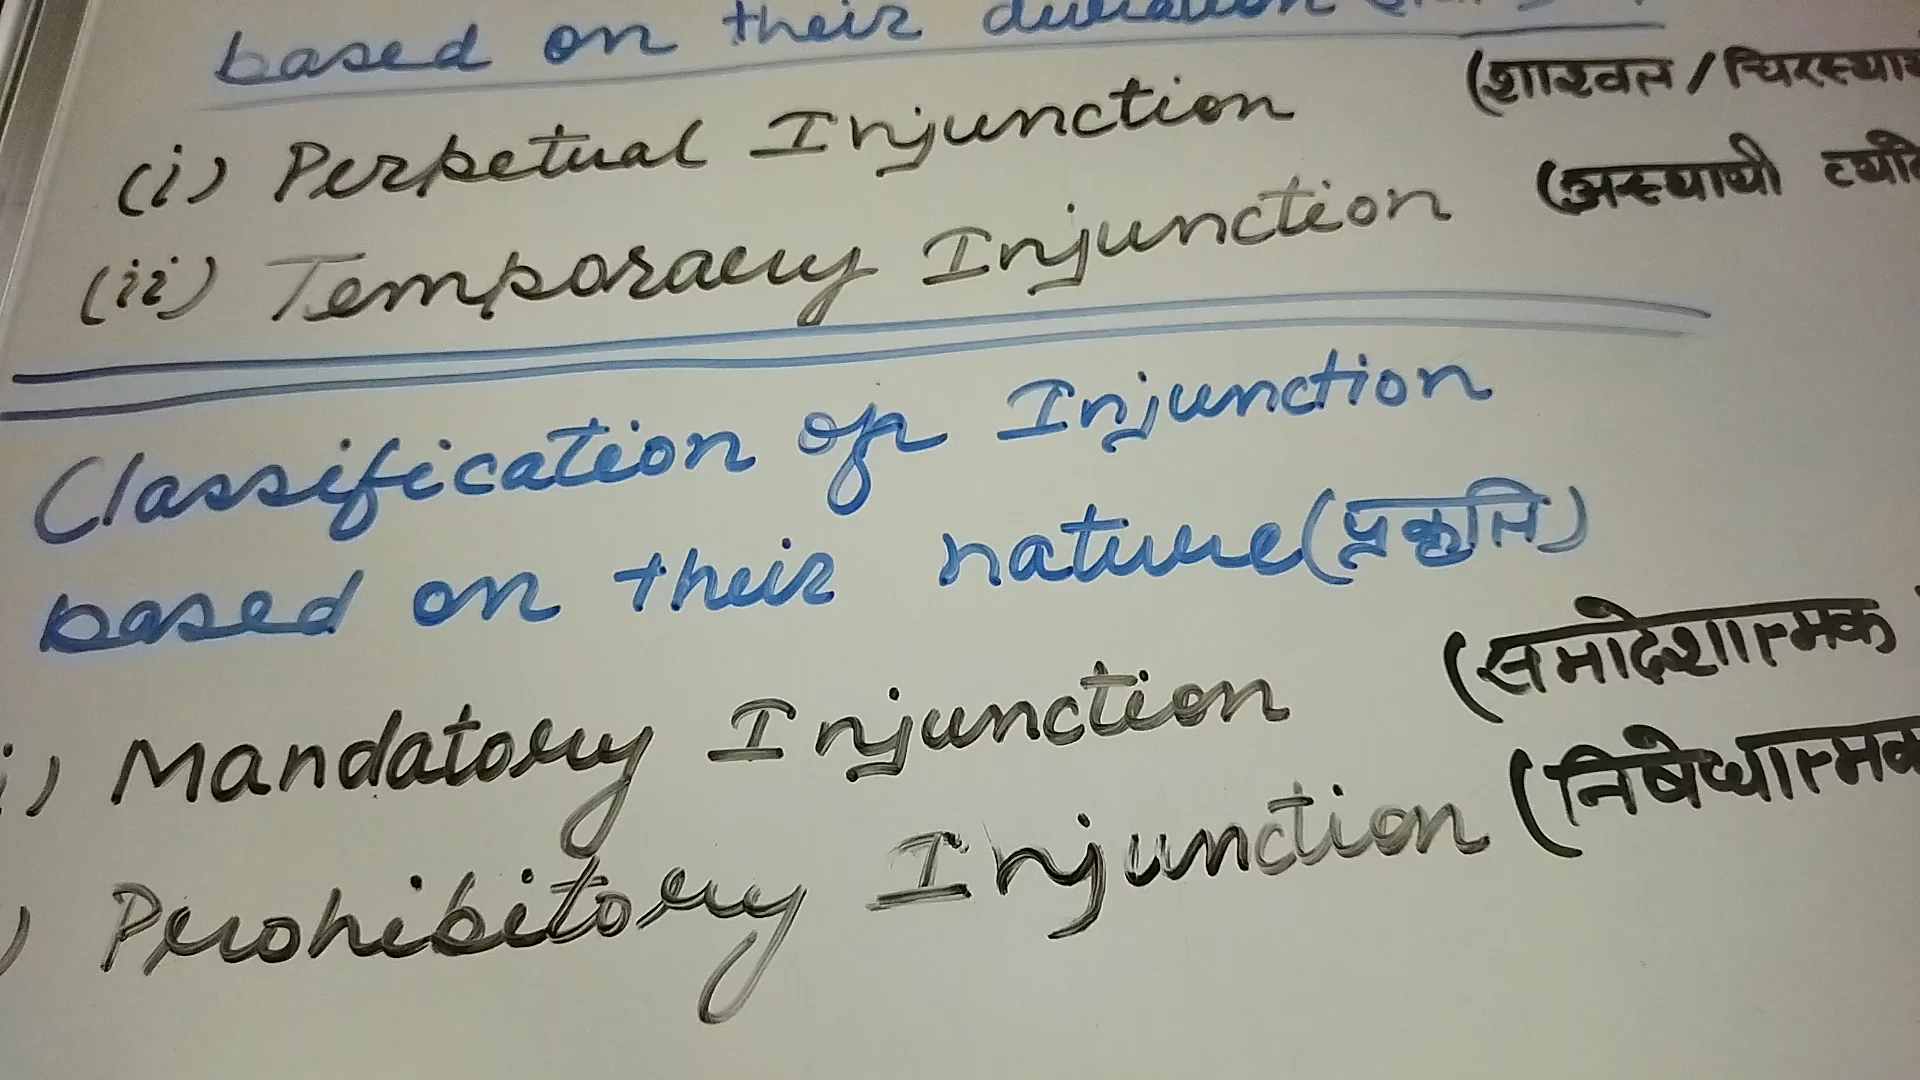 based on their duration
(i) Perpetual Injunction (शाश्वत /
(ii) Temporary Injunction (अस्थायी
Classification of Injunction
based on their nature (प्रकृति)
i) Mandatory Injunction (समादेशात्मक
) Prohibitory Injunction (निषेधात्मक